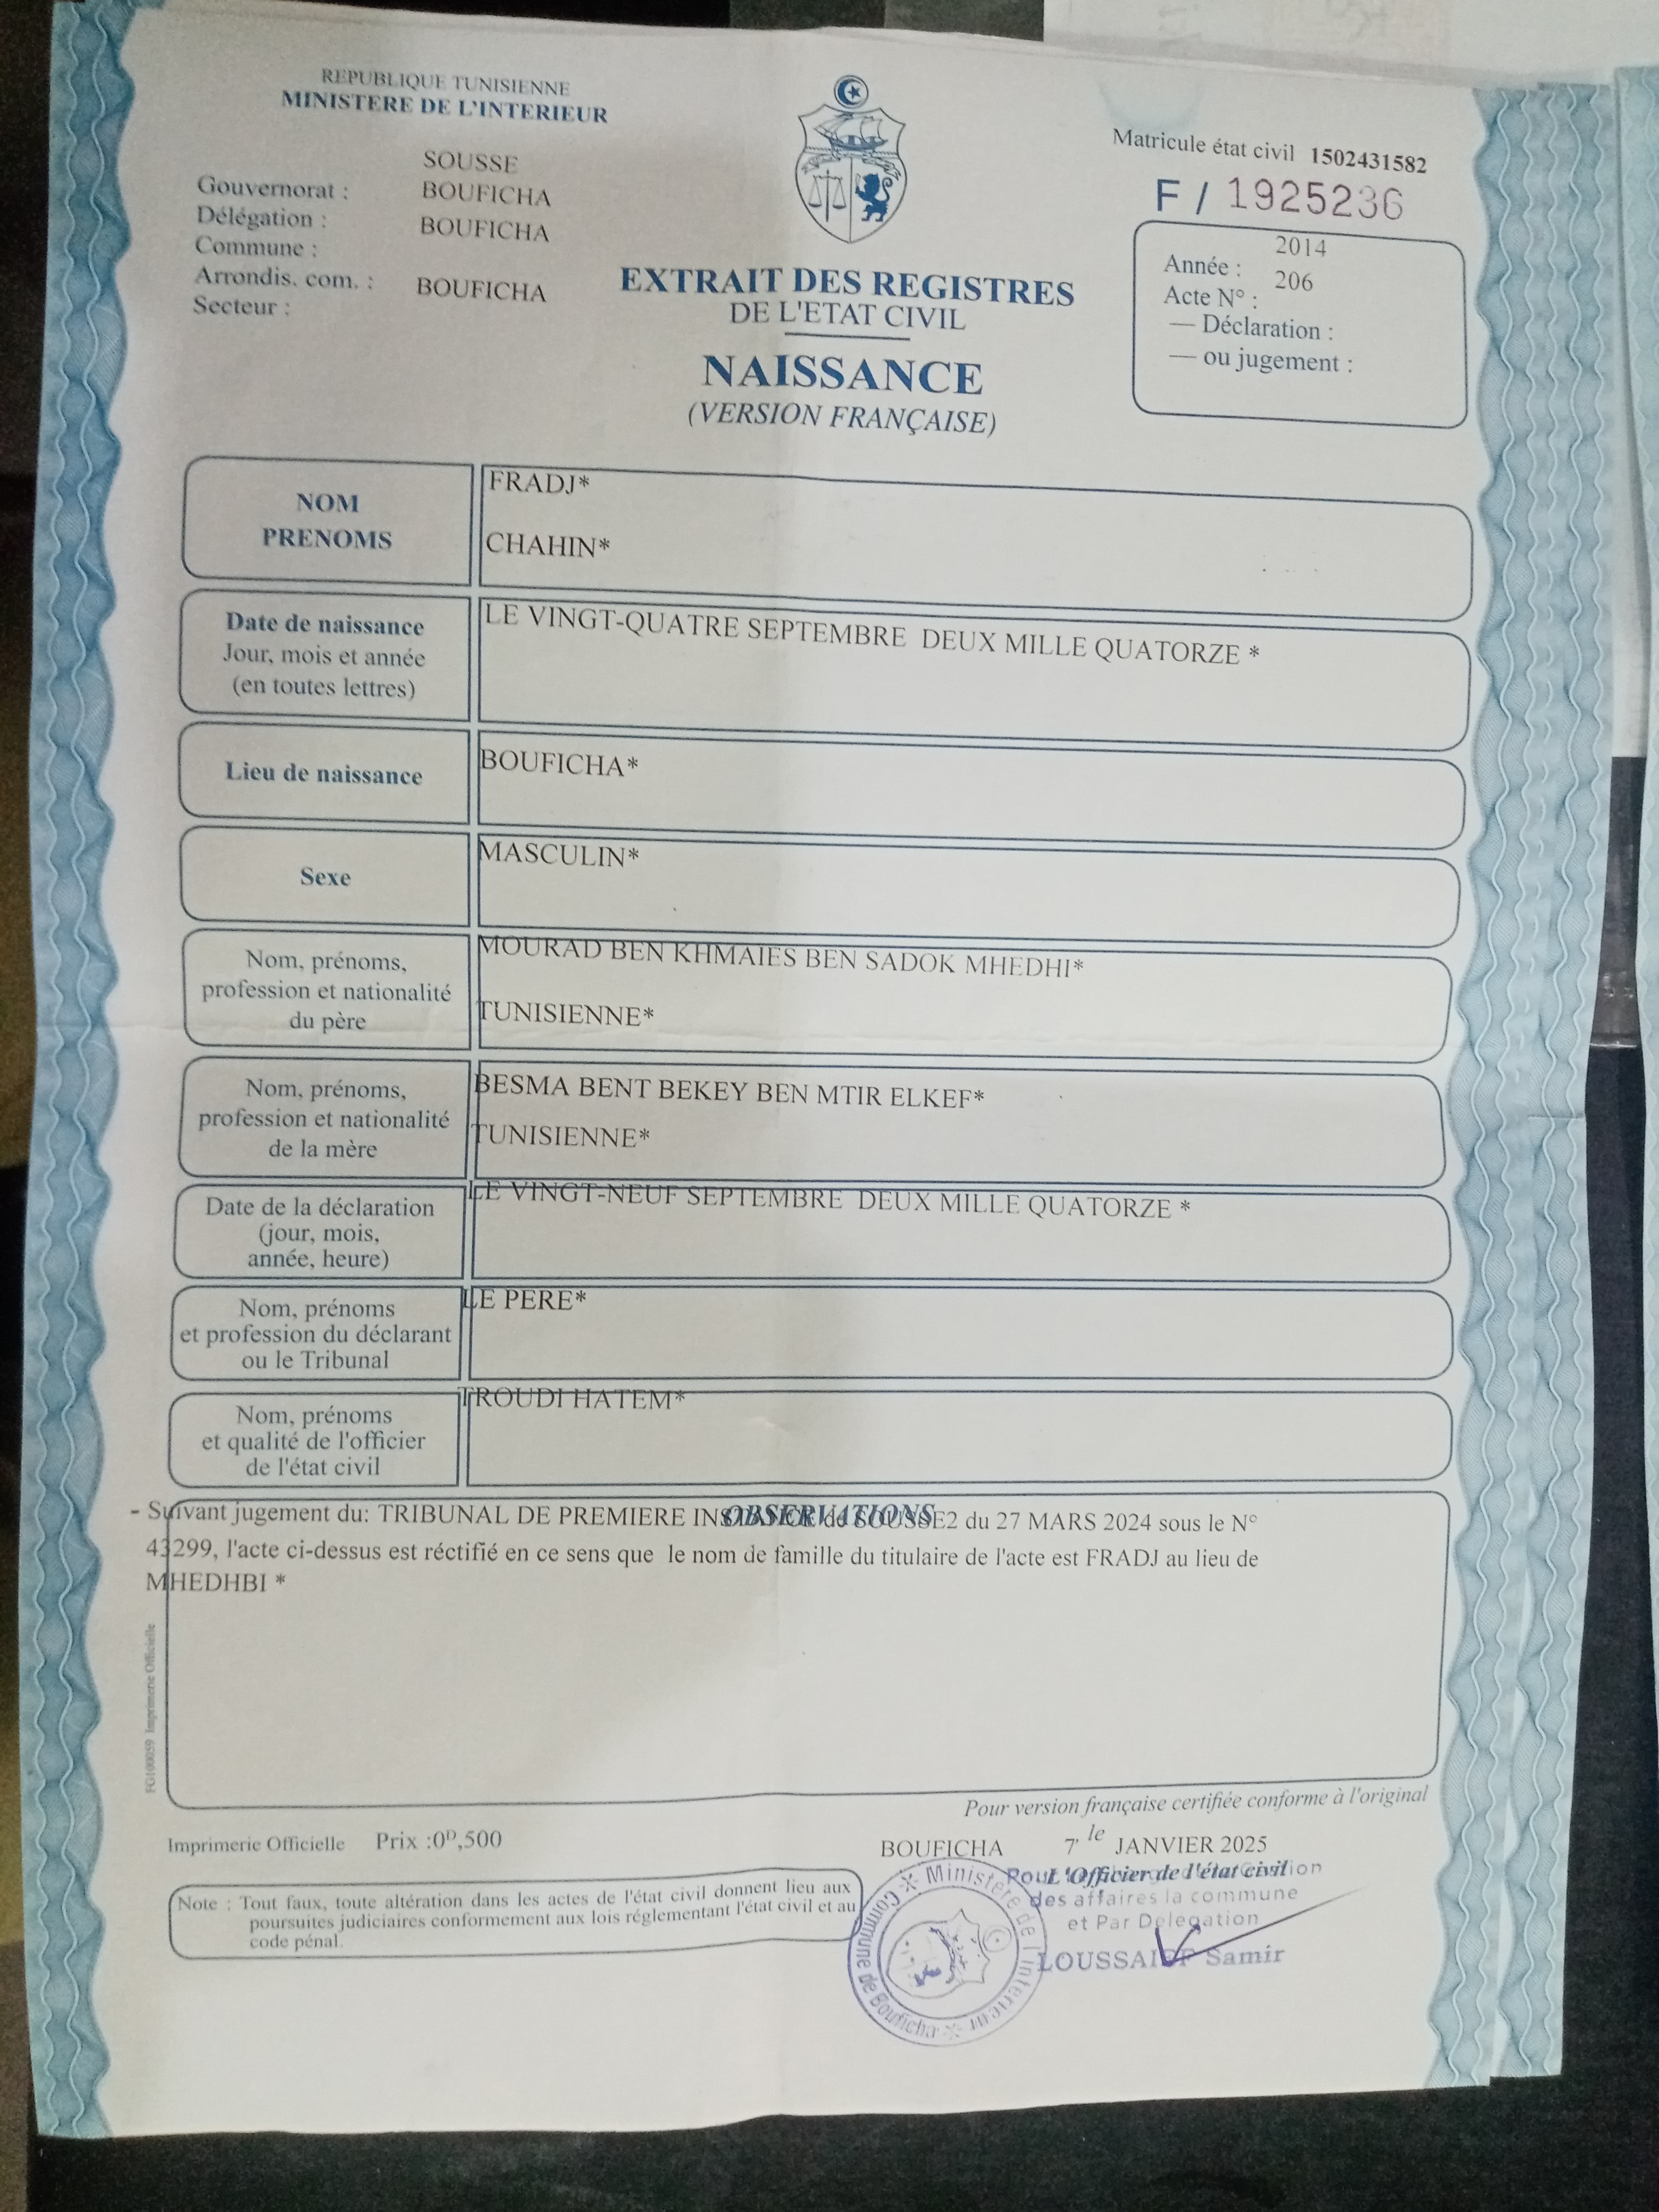 REPUBLIQUE TUNISIENNE
MINISTERE DE L'INTERIEUR
SOUSSE
Gouvernorat : BOUFICHA
Délégation : BOUFICHA
Commune :
Arrondis. com. : BOUFICHA
Secteur :
EXTRAIT DES REGISTRES
DE L'ETAT CIVIL
NAISSANCE
(VERSION FRANÇAISE)
Matricule état civil 1502431582
F / 1925236
2014
Année :
206
Acte N° :
— Déclaration :
— ou jugement :
NOM
PRENOMS
FRADJ*
CHAHIN*
Date de naissance
Jour, mois et année
(en toutes lettres)
LE VINGT-QUATRE SEPTEMBRE DEUX MILLE QUATORZE *
Lieu de naissance
BOUFICHA*
Sexe
MASCULIN*
Nom, prénoms,
profession et nationalité
du père
MOURAD BEN KHMAIES BEN SADOK MHEDHI*
TUNISIENNE*
Nom, prénoms,
profession et nationalité
de la mère
BESMA BENT BEKEY BEN MTIR ELKEF*
TUNISIENNE*
Date de la déclaration
(jour, mois,
année, heure)
LE VINGT-NEUF SEPTEMBRE DEUX MILLE QUATORZE *
Nom, prénoms
et profession du déclarant
ou le Tribunal
LE PERE*
Nom, prénoms
et qualité de l'officier
de l'état civil
TROUDI HATEM*
OBSERVATIONS
- Suivant jugement du: TRIBUNAL DE PREMIERE INSTANCE de SOUSSE2 du 27 MARS 2024 sous le N°
43299, l'acte ci-dessus est réctifié en ce sens que le nom de famille du titulaire de l'acte est FRADJ au lieu de
MHEDHBI *
FG100059 Imprimerie Officielle
Pour version française certifiée conforme à l'original
Imprimerie Officielle Prix :0ᴰ,500
BOUFICHA 7' le JANVIER 2025
L'Officier de l'état civil
Pour
des affaires la commune
et Par Delegation
Samir
Note : Tout faux, toute altération dans les actes de l'état civil donnent lieu aux
poursuites judiciaires conformement aux lois réglementant l'état civil et au
code pénal.
Ministère de l'Interieur
Commune de Bouficha